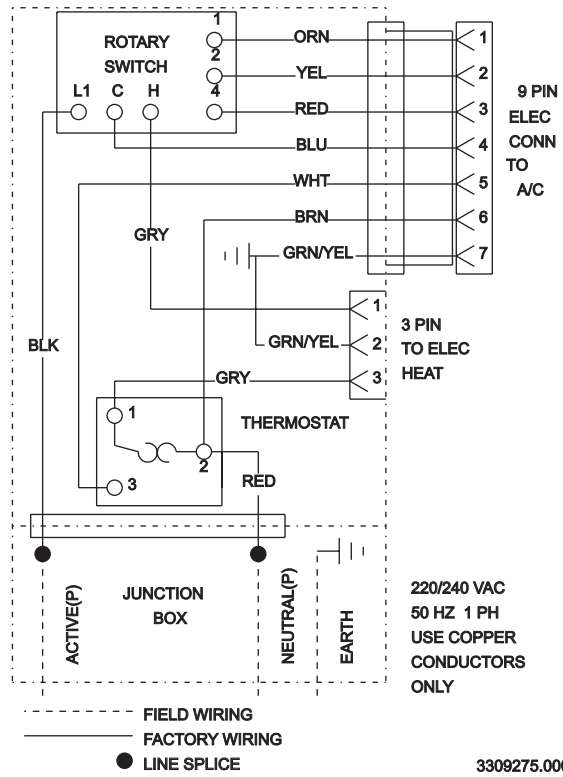 ROTARY
SWITCH
L1 C H
1
2
4
ORN
YEL
RED
BLU
WHT
BRN
GRN/YEL
1
2
3
4
5
6
7
9 PIN
ELEC
CONN
TO
A/C
GRY
BLK
GRN/YEL
GRY
1
2
3
3 PIN
TO ELEC
HEAT
THERMOSTAT
1
2
3
RED
JUNCTION
BOX
ACTIVE(P)
NEUTRAL(P)
EARTH
220/240 VAC
50 HZ 1 PH
USE COPPER
CONDUCTORS
ONLY
FIELD WIRING
FACTORY WIRING
LINE SPLICE
3309275.00